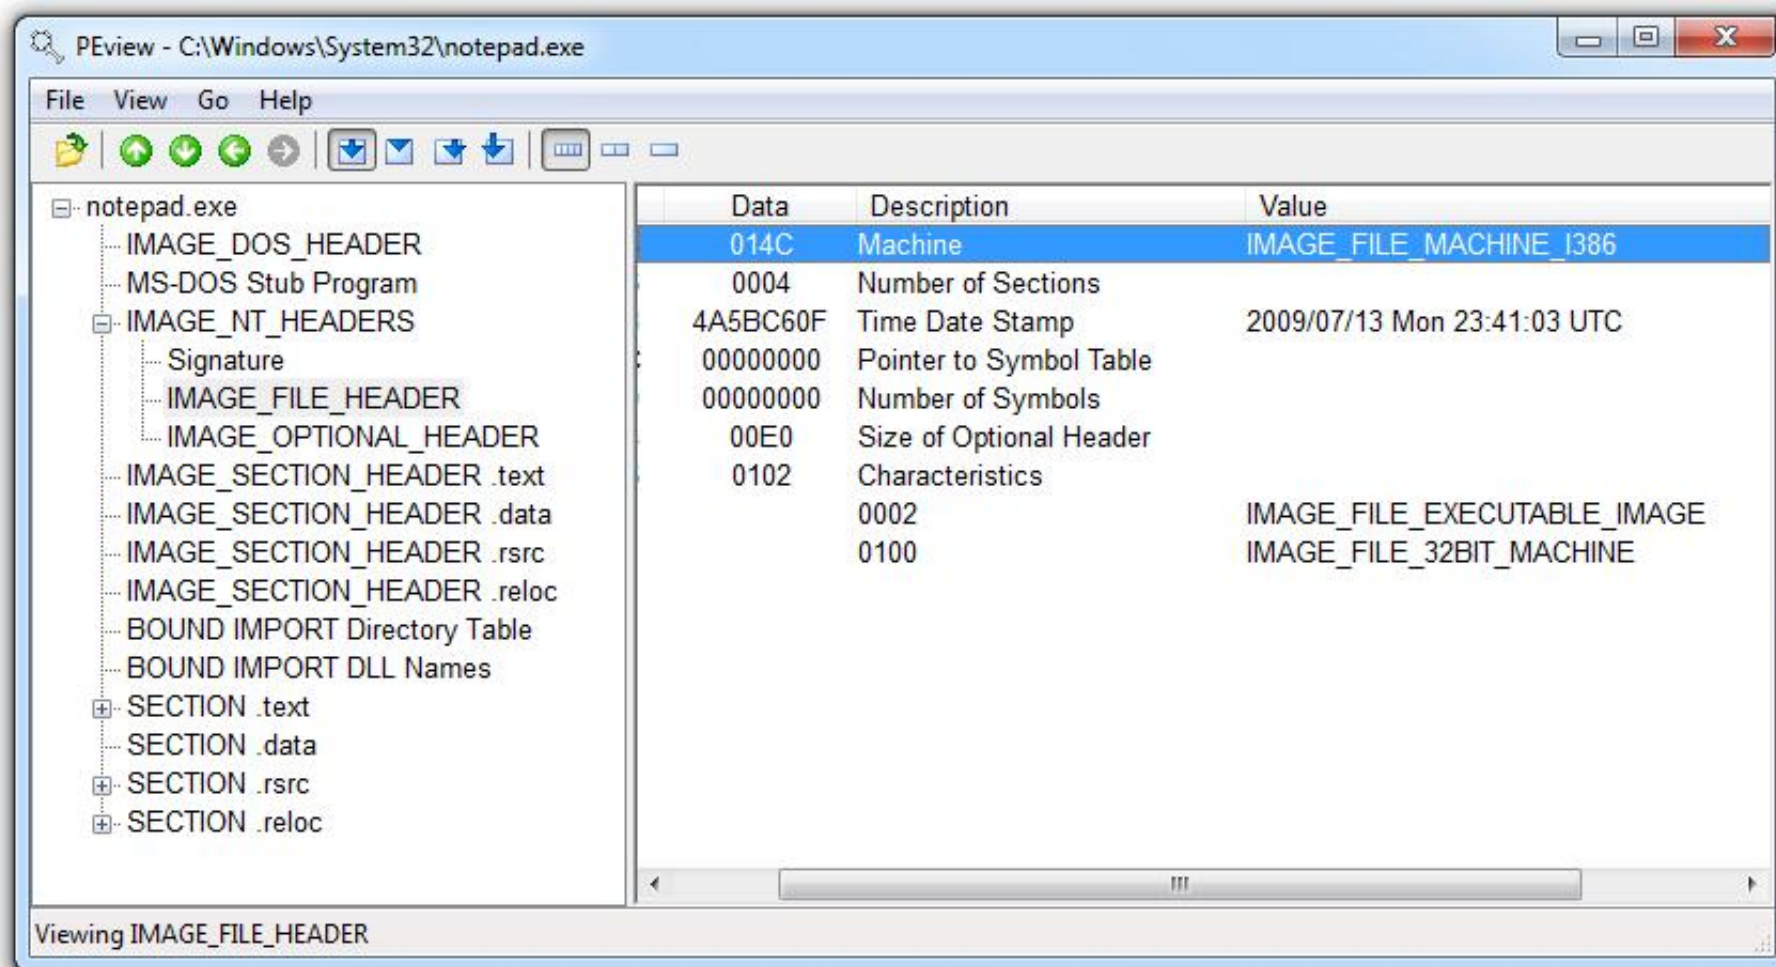 PEview - C:\Windows\System32\notepad.exe
File View Go Help
notepad.exe
IMAGE_DOS_HEADER
MS-DOS Stub Program
IMAGE_NT_HEADERS
Signature
IMAGE_FILE_HEADER
IMAGE_OPTIONAL_HEADER
IMAGE_SECTION_HEADER .text
IMAGE_SECTION_HEADER .data
IMAGE_SECTION_HEADER .rsrc
IMAGE_SECTION_HEADER .reloc
BOUND IMPORT Directory Table
BOUND IMPORT DLL Names
SECTION .text
SECTION .data
SECTION .rsrc
SECTION .reloc
Data Description Value
014C Machine IMAGE_FILE_MACHINE_I386
0004 Number of Sections
4A5BC60F Time Date Stamp 2009/07/13 Mon 23:41:03 UTC
00000000 Pointer to Symbol Table
00000000 Number of Symbols
00E0 Size of Optional Header
0102 Characteristics
0002 IMAGE_FILE_EXECUTABLE_IMAGE
0100 IMAGE_FILE_32BIT_MACHINE
Viewing IMAGE_FILE_HEADER